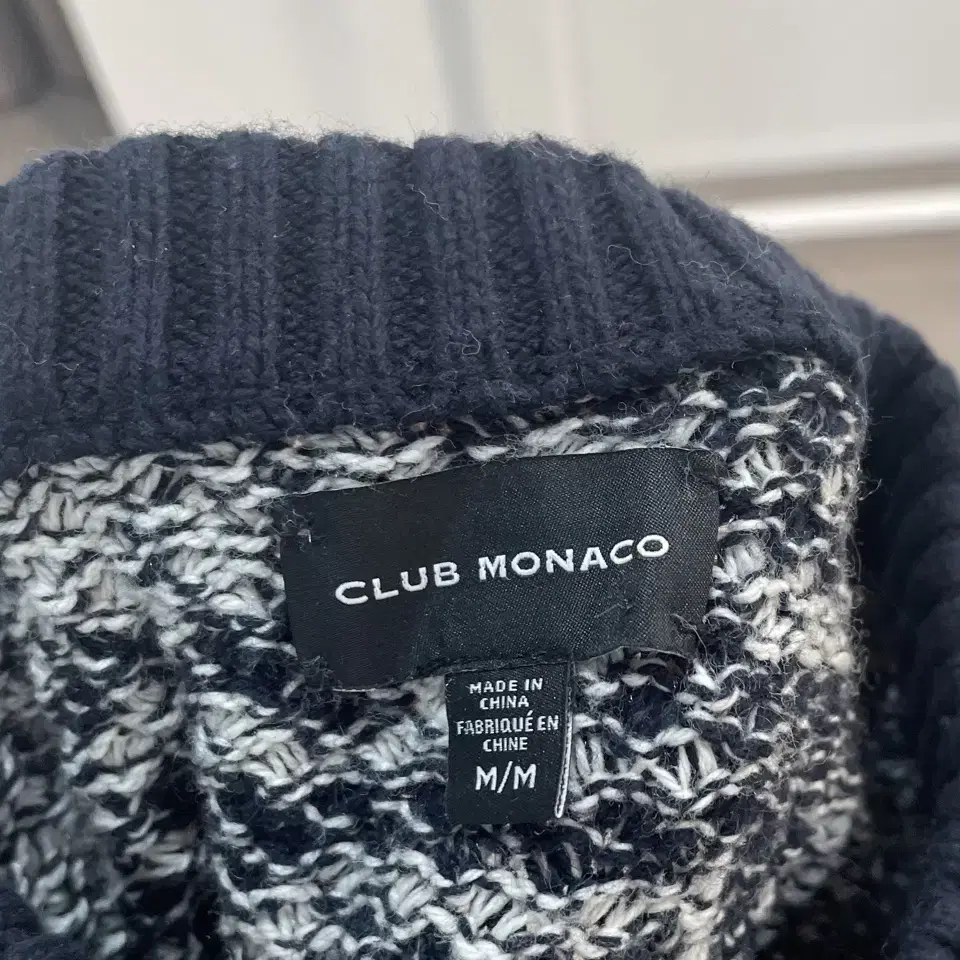 CLUB MONACO
MADE IN
CHINA
FABRIQUÉ EN
CHINE
M/M